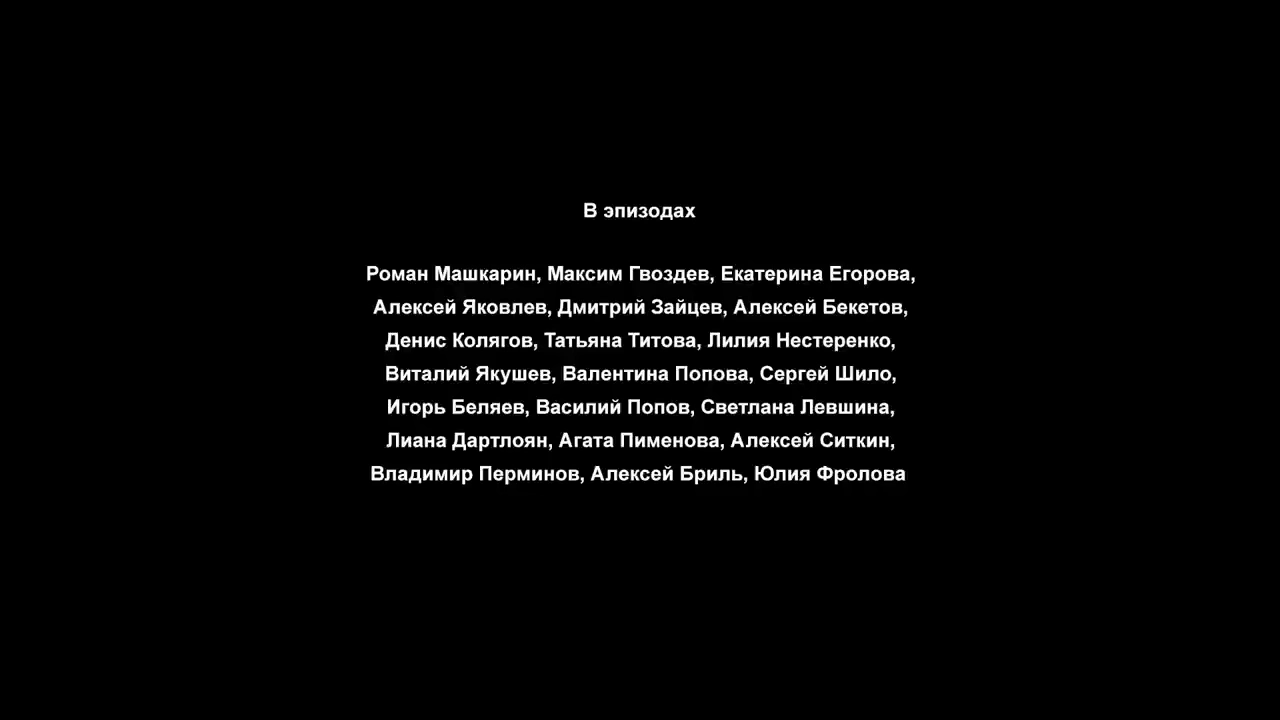 В эпизодах
Роман Машкарин, Максим Гвоздев, Екатерина Егорова,
Алексей Яковлев, Дмитрий Зайцев, Алексей Бекетов,
Денис Колягов, Татьяна Титова, Лилия Нестеренко,
Виталий Якушев, Валентина Попова, Сергей Шило,
Игорь Беляев, Василий Попов, Светлана Левшина,
Лиана Дартлоян, Агата Пименова, Алексей Ситкин,
Владимир Перминов, Алексей Бриль, Юлия Фролова